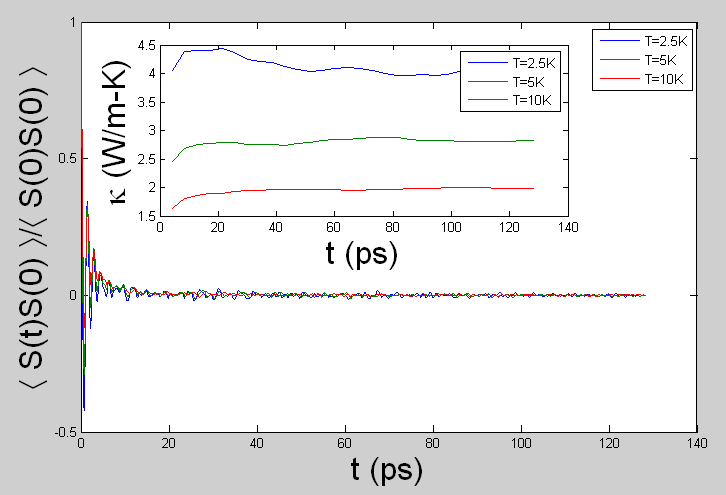 1
0.5
0
-0.5
0
20
40
60
80
100
120
140
t (ps)
⟨ S(t)S(0) ⟩/⟨ S(0)S(0) ⟩
T=2.5K
T=5K
T=10K
4.5
4
3.5
3
2.5
2
1.5
0
20
40
60
80
100
120
140
t (ps)
κ (W/m-K)
T=2.5K
T=5K
T=10K